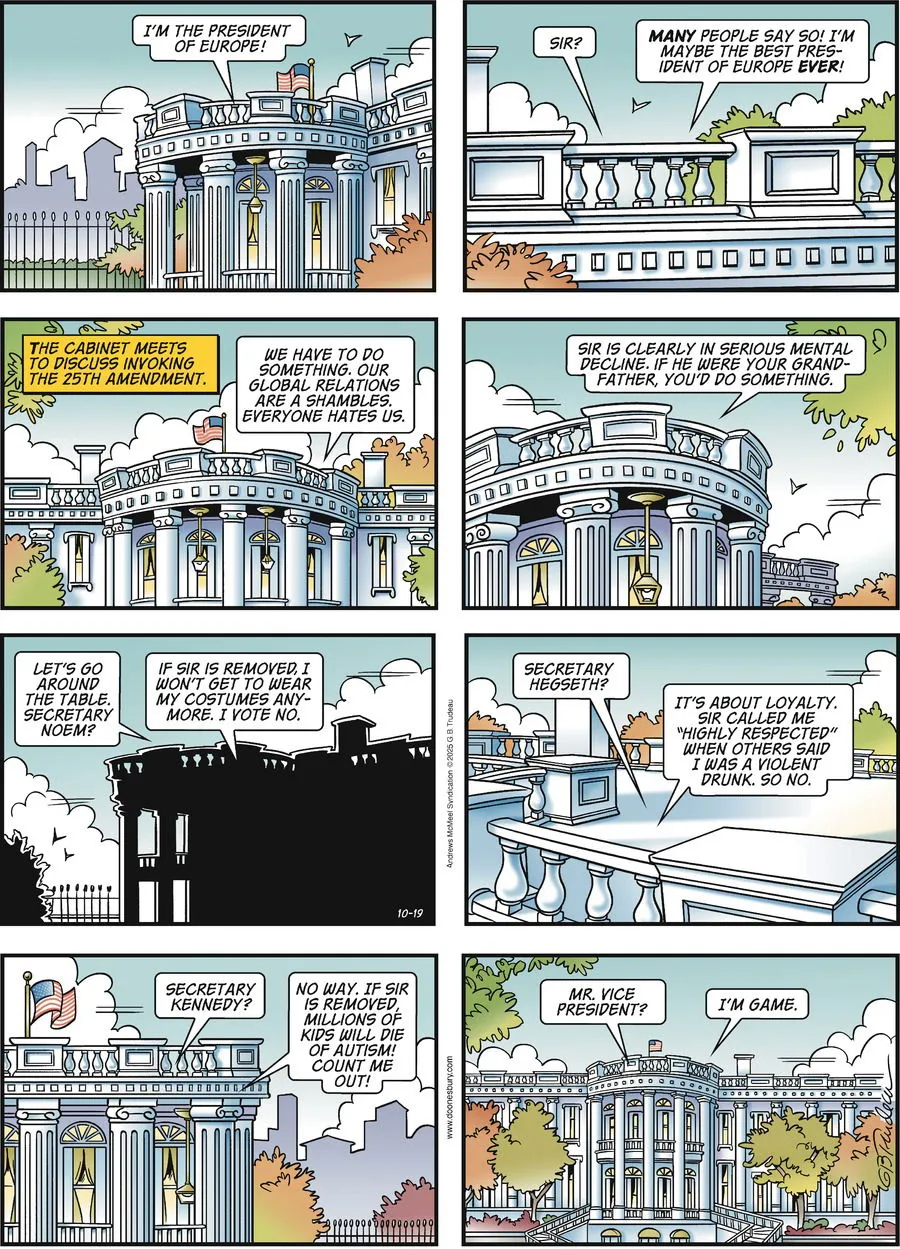 I'M THE PRESIDENT
OF EUROPE!
SIR?
MANY PEOPLE SAY SO! I'M
MAYBE THE BEST PRES-
IDENT OF EUROPE EVER!
THE CABINET MEETS
TO DISCUSS INVOKING
THE 25TH AMENDMENT.
WE HAVE TO DO
SOMETHING. OUR
GLOBAL RELATIONS
ARE A SHAMBLES.
EVERYONE HATES US.
SIR IS CLEARLY IN SERIOUS MENTAL
DECLINE. IF HE WERE YOUR GRAND-
FATHER, YOU'D DO SOMETHING.
LET'S GO
AROUND
THE TABLE.
SECRETARY
NOEM?
IF SIR IS REMOVED, I
WON'T GET TO WEAR
MY COSTUMES ANY-
MORE. I VOTE NO.
10-19
Andrews McMeel Syndication ©2025 G.B. Trudeau
SECRETARY
HEGSETH?
IT'S ABOUT LOYALTY.
SIR CALLED ME
"HIGHLY RESPECTED"
WHEN OTHERS SAID
I WAS A VIOLENT
DRUNK. SO NO.
SECRETARY
KENNEDY?
NO WAY. IF SIR
IS REMOVED,
MILLIONS OF
KIDS WILL DIE
OF AUTISM!
COUNT ME
OUT!
www.doonesbury.com
MR. VICE
PRESIDENT?
I'M GAME.
GBTrudeau